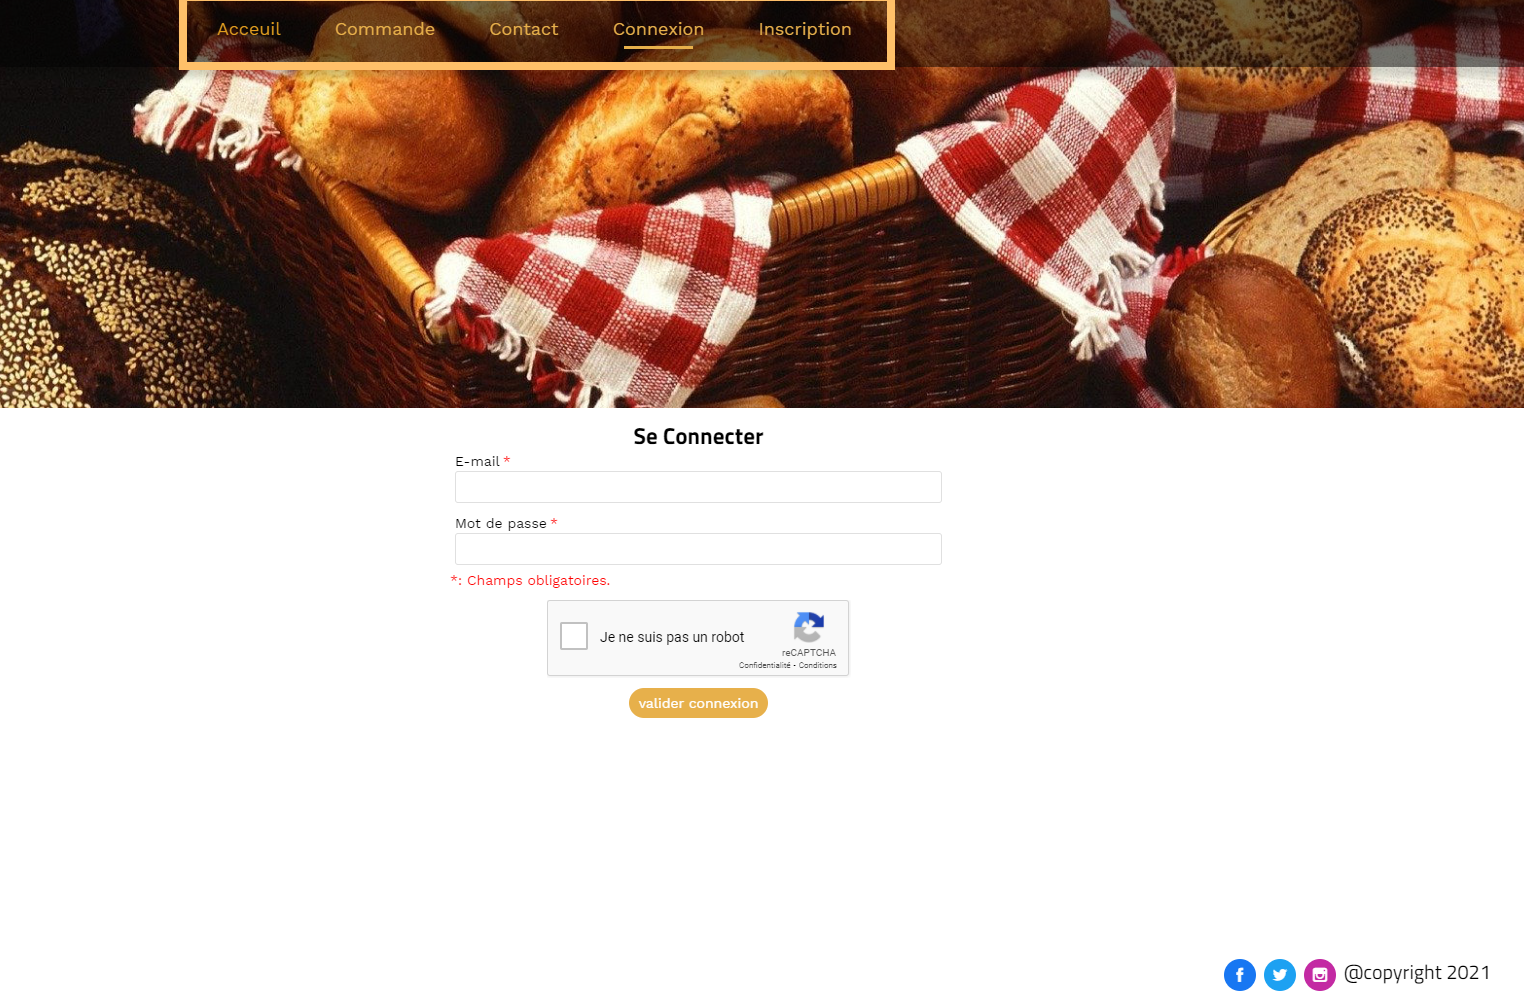 Acceuil Commande Contact Connexion Inscription
Se Connecter
E-mail *
Mot de passe *
*: Champs obligatoires.
Je ne suis pas un robot
reCAPTCHA
Confidentialité - Conditions
valider connexion
@copyright 2021